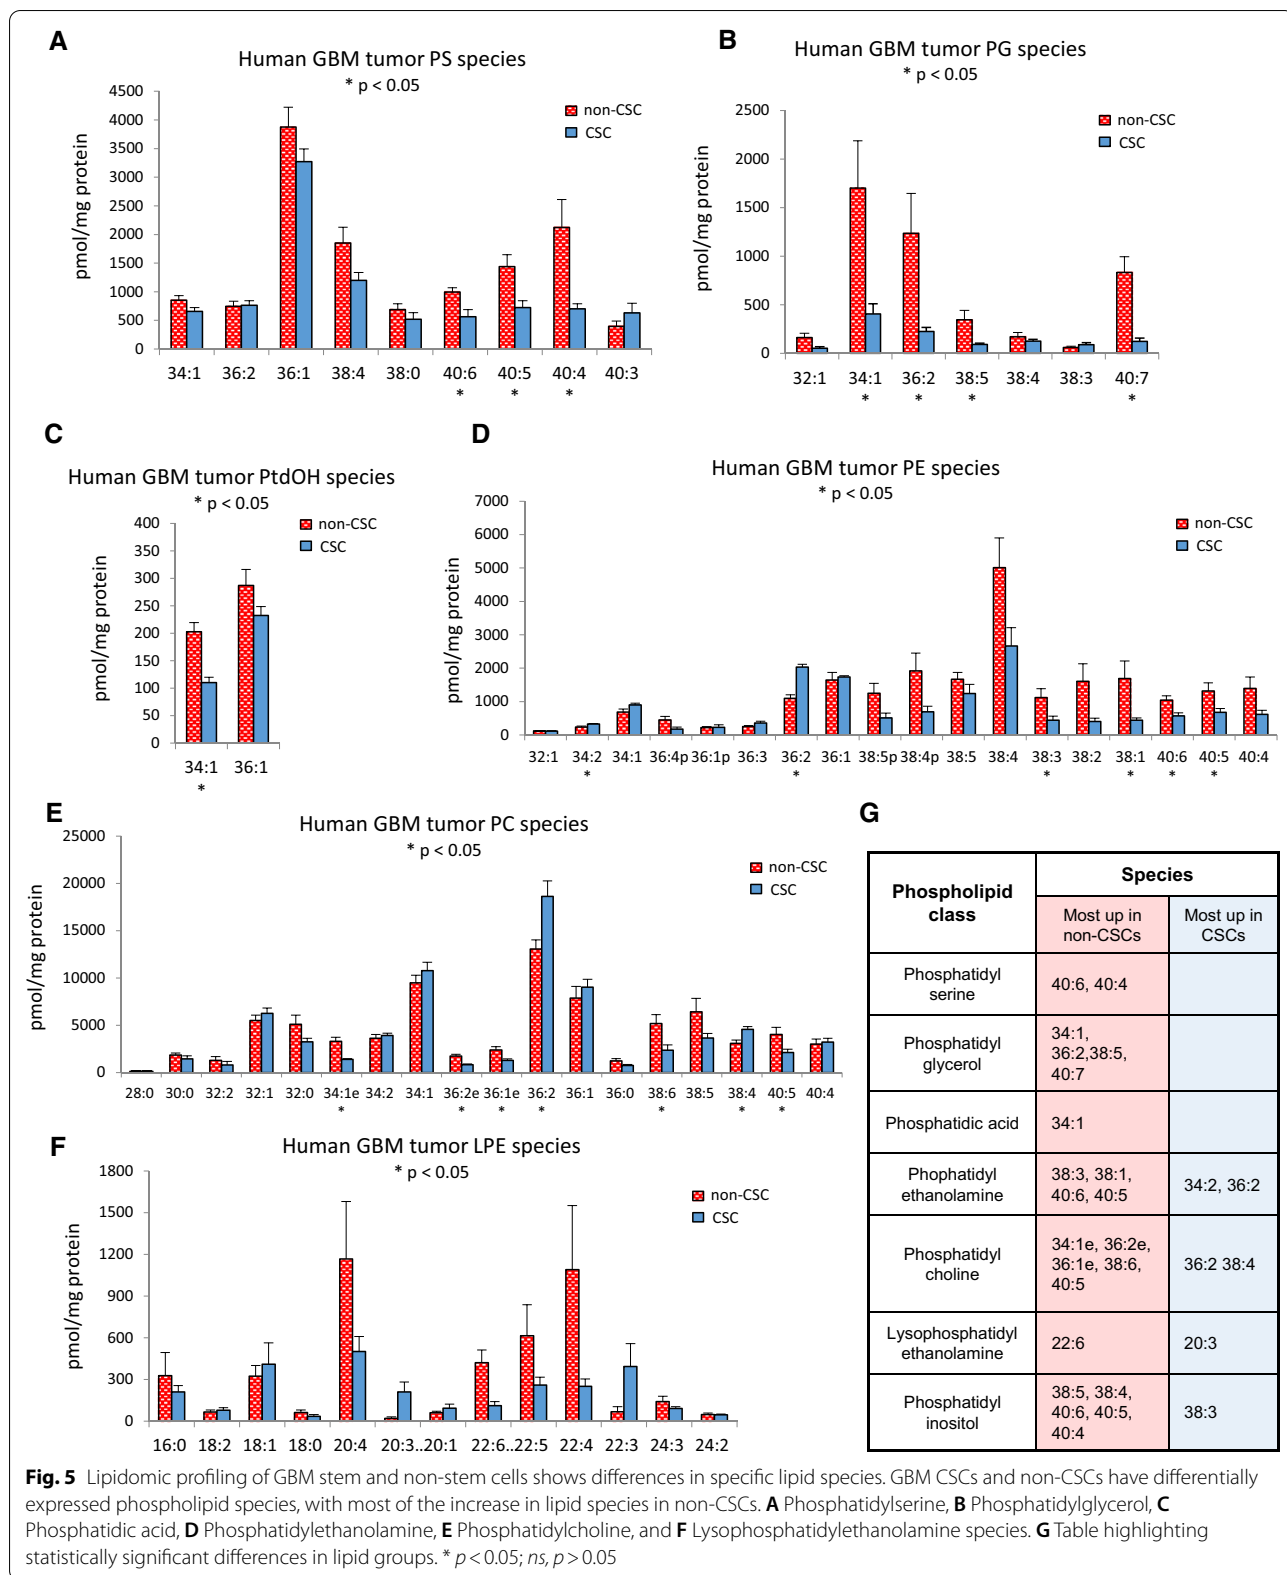 A
Human GBM tumor PS species
* p < 0.05
non-CSC
CSC
pmol/mg protein
4500
4000
3500
3000
2500
2000
1500
1000
500
0
34:1 36:2 36:1 38:4 38:0 40:6 40:5 40:4 40:3
* * *
B
Human GBM tumor PG species
* p < 0.05
non-CSC
CSC
pmol/mg protein
2500
2000
1500
1000
500
0
32:1 34:1 36:2 38:5 38:4 38:3 40:7
* * * *
C
Human GBM tumor PtdOH species
* p < 0.05
non-CSC
CSC
pmol/mg protein
400
350
300
250
200
150
100
50
0
34:1 36:1
*
D
Human GBM tumor PE species
* p < 0.05
non-CSC
CSC
pmol/mg protein
7000
6000
5000
4000
3000
2000
1000
0
32:1 34:2 34:1 36:4p 36:1p 36:3 36:2 36:1 38:5p 38:4p 38:5 38:4 38:3 38:2 38:1 40:6 40:5 40:4
* * * * * *
E
Human GBM tumor PC species
* p < 0.05
non-CSC
CSC
pmol/mg protein
25000
20000
15000
10000
5000
0
28:0 30:0 32:2 32:1 32:0 34:1e 34:2 34:1 36:2e 36:1e 36:2 36:1 36:0 38:6 38:5 38:4 40:5 40:4
* * * * * * *
F
Human GBM tumor LPE species
* p < 0.05
non-CSC
CSC
pmol/mg protein
1800
1500
1200
900
600
300
0
16:0 18:2 18:1 18:0 20:4 20:3..20:1 22:6..22:5 22:4 22:3 24:3 24:2
G
Phospholipid
class
Species
Most up in
non-CSCs
Most up in
CSCs
Phosphatidyl
serine
40:6, 40:4
Phosphatidyl
glycerol
34:1,
36:2,38:5,
40:7
Phosphatidic acid
34:1
Phophatidyl
ethanolamine
38:3, 38:1,
40:6, 40:5
34:2, 36:2
Phosphatidyl
choline
34:1e, 36:2e,
36:1e, 38:6,
40:5
36:2 38:4
Lysophosphatidyl
ethanolamine
22:6
20:3
Phosphatidyl
inositol
38:5, 38:4,
40:6, 40:5,
40:4
38:3
Fig. 5 Lipidomic profiling of GBM stem and non-stem cells shows differences in specific lipid species. GBM CSCs and non-CSCs have differentially
expressed phospholipid species, with most of the increase in lipid species in non-CSCs. A Phosphatidylserine, B Phosphatidylglycerol, C
Phosphatidic acid, D Phosphatidylethanolamine, E Phosphatidylcholine, and F Lysophosphatidylethanolamine species. G Table highlighting
statistically significant differences in lipid groups. * p < 0.05; ns, p > 0.05